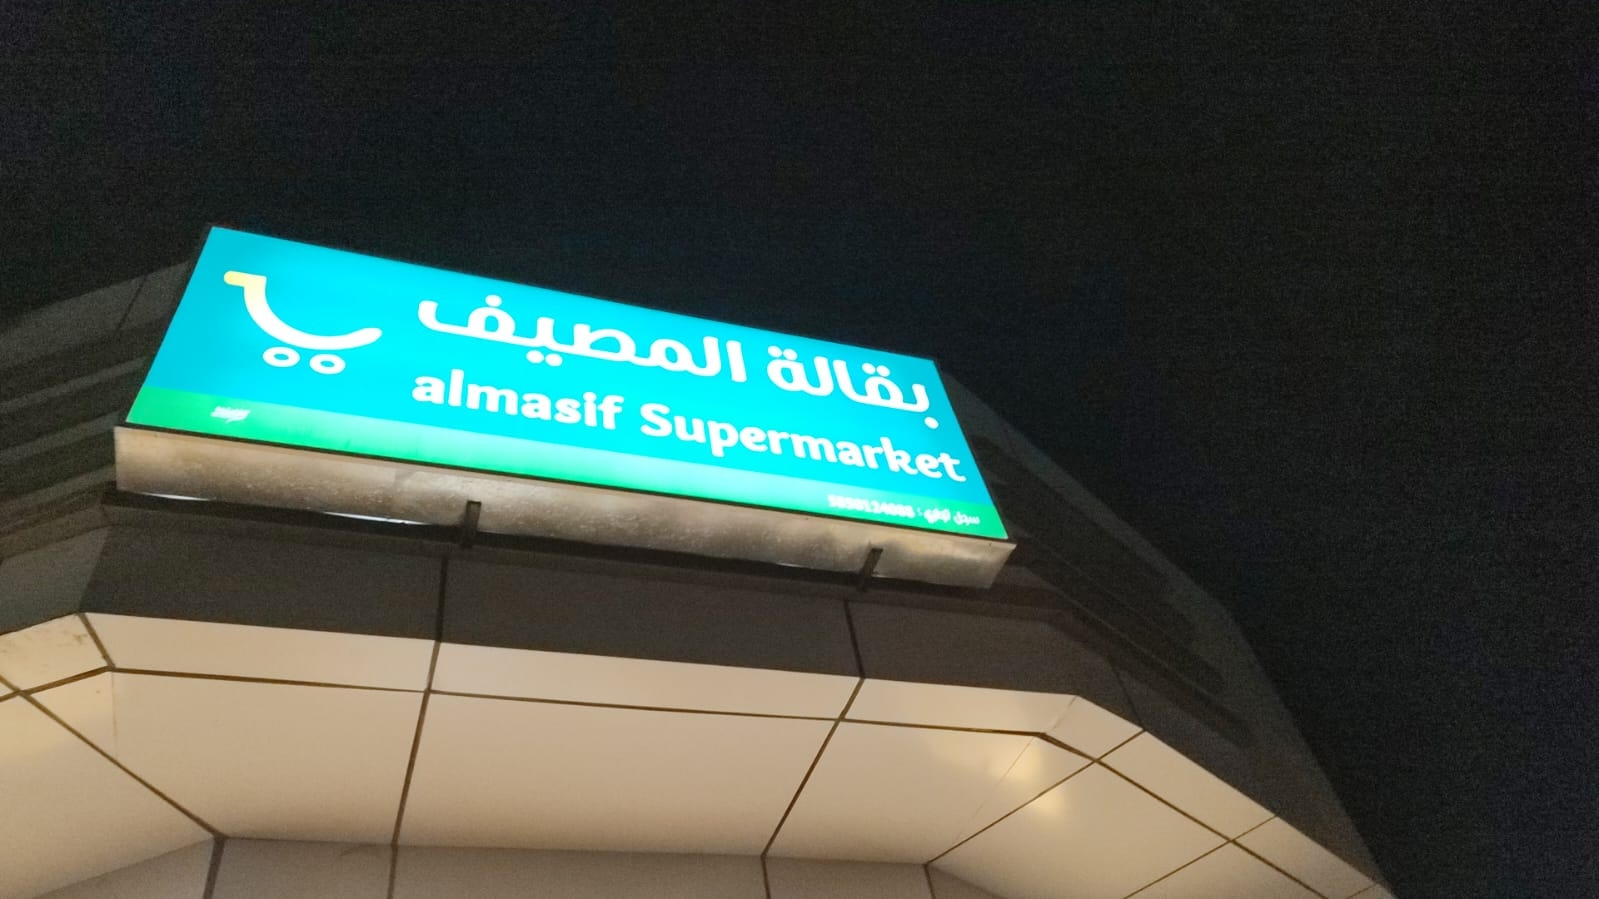 بقالة المصيف
almasif Supermarket